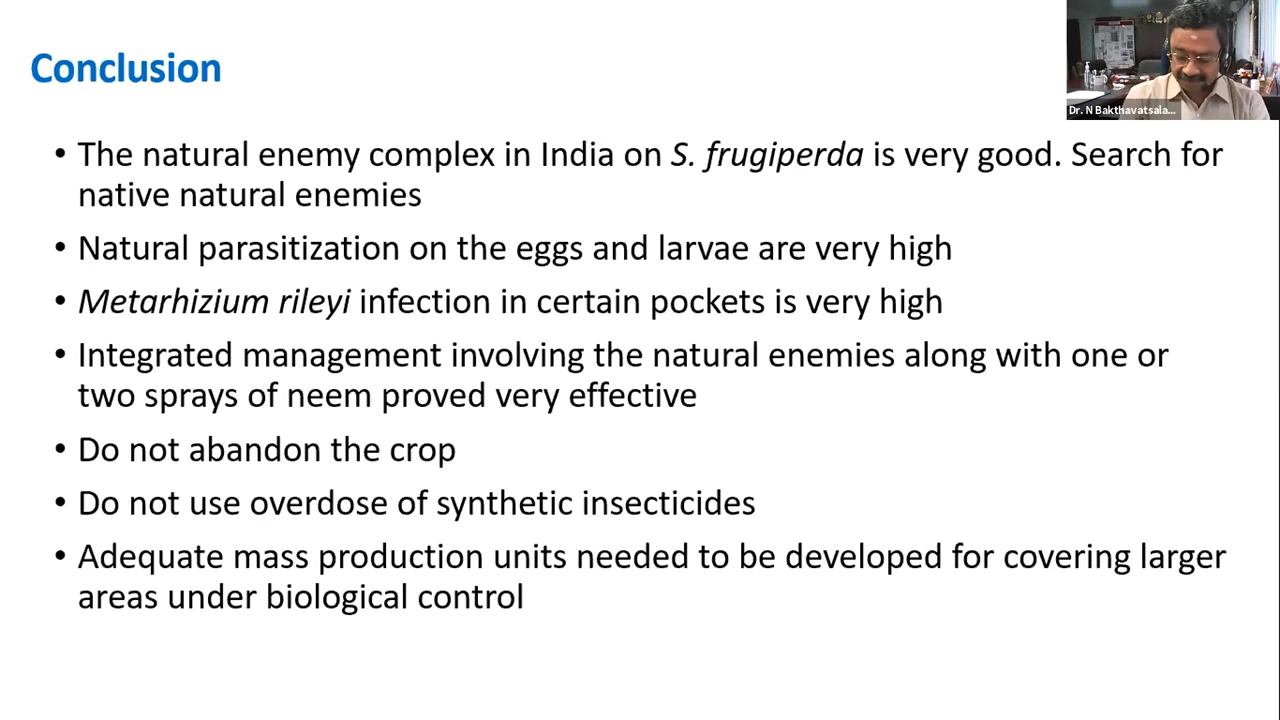 Conclusion
Dr. N Bakthavatsala...
• The natural enemy complex in India on S. frugiperda is very good. Search for
native natural enemies
• Natural parasitization on the eggs and larvae are very high
• Metarhizium rileyi infection in certain pockets is very high
• Integrated management involving the natural enemies along with one or
two sprays of neem proved very effective
• Do not abandon the crop
• Do not use overdose of synthetic insecticides
• Adequate mass production units needed to be developed for covering larger
areas under biological control